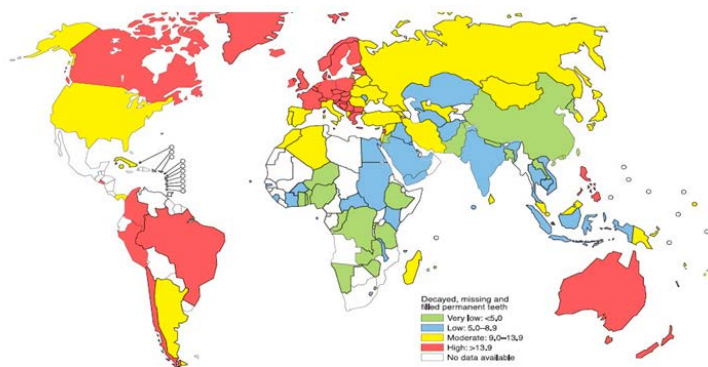 Decayed, missing and
filled permanent teeth
Very low: <5.0
Low: 5.0–8.9
Moderate: 9.0–13.9
High: >13.9
No data available